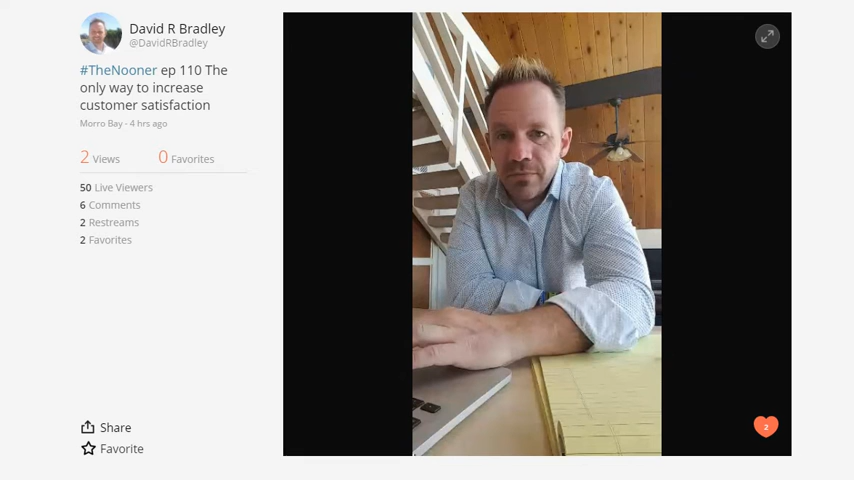 David R Bradley
@DavidRBradley
#TheNooner ep 110 The
only way to increase
customer satisfaction
Morro Bay - 4 hrs ago
2 Views
0 Favorites
50 Live Viewers
6 Comments
2 Restreams
2 Favorites
Share
Favorite
2